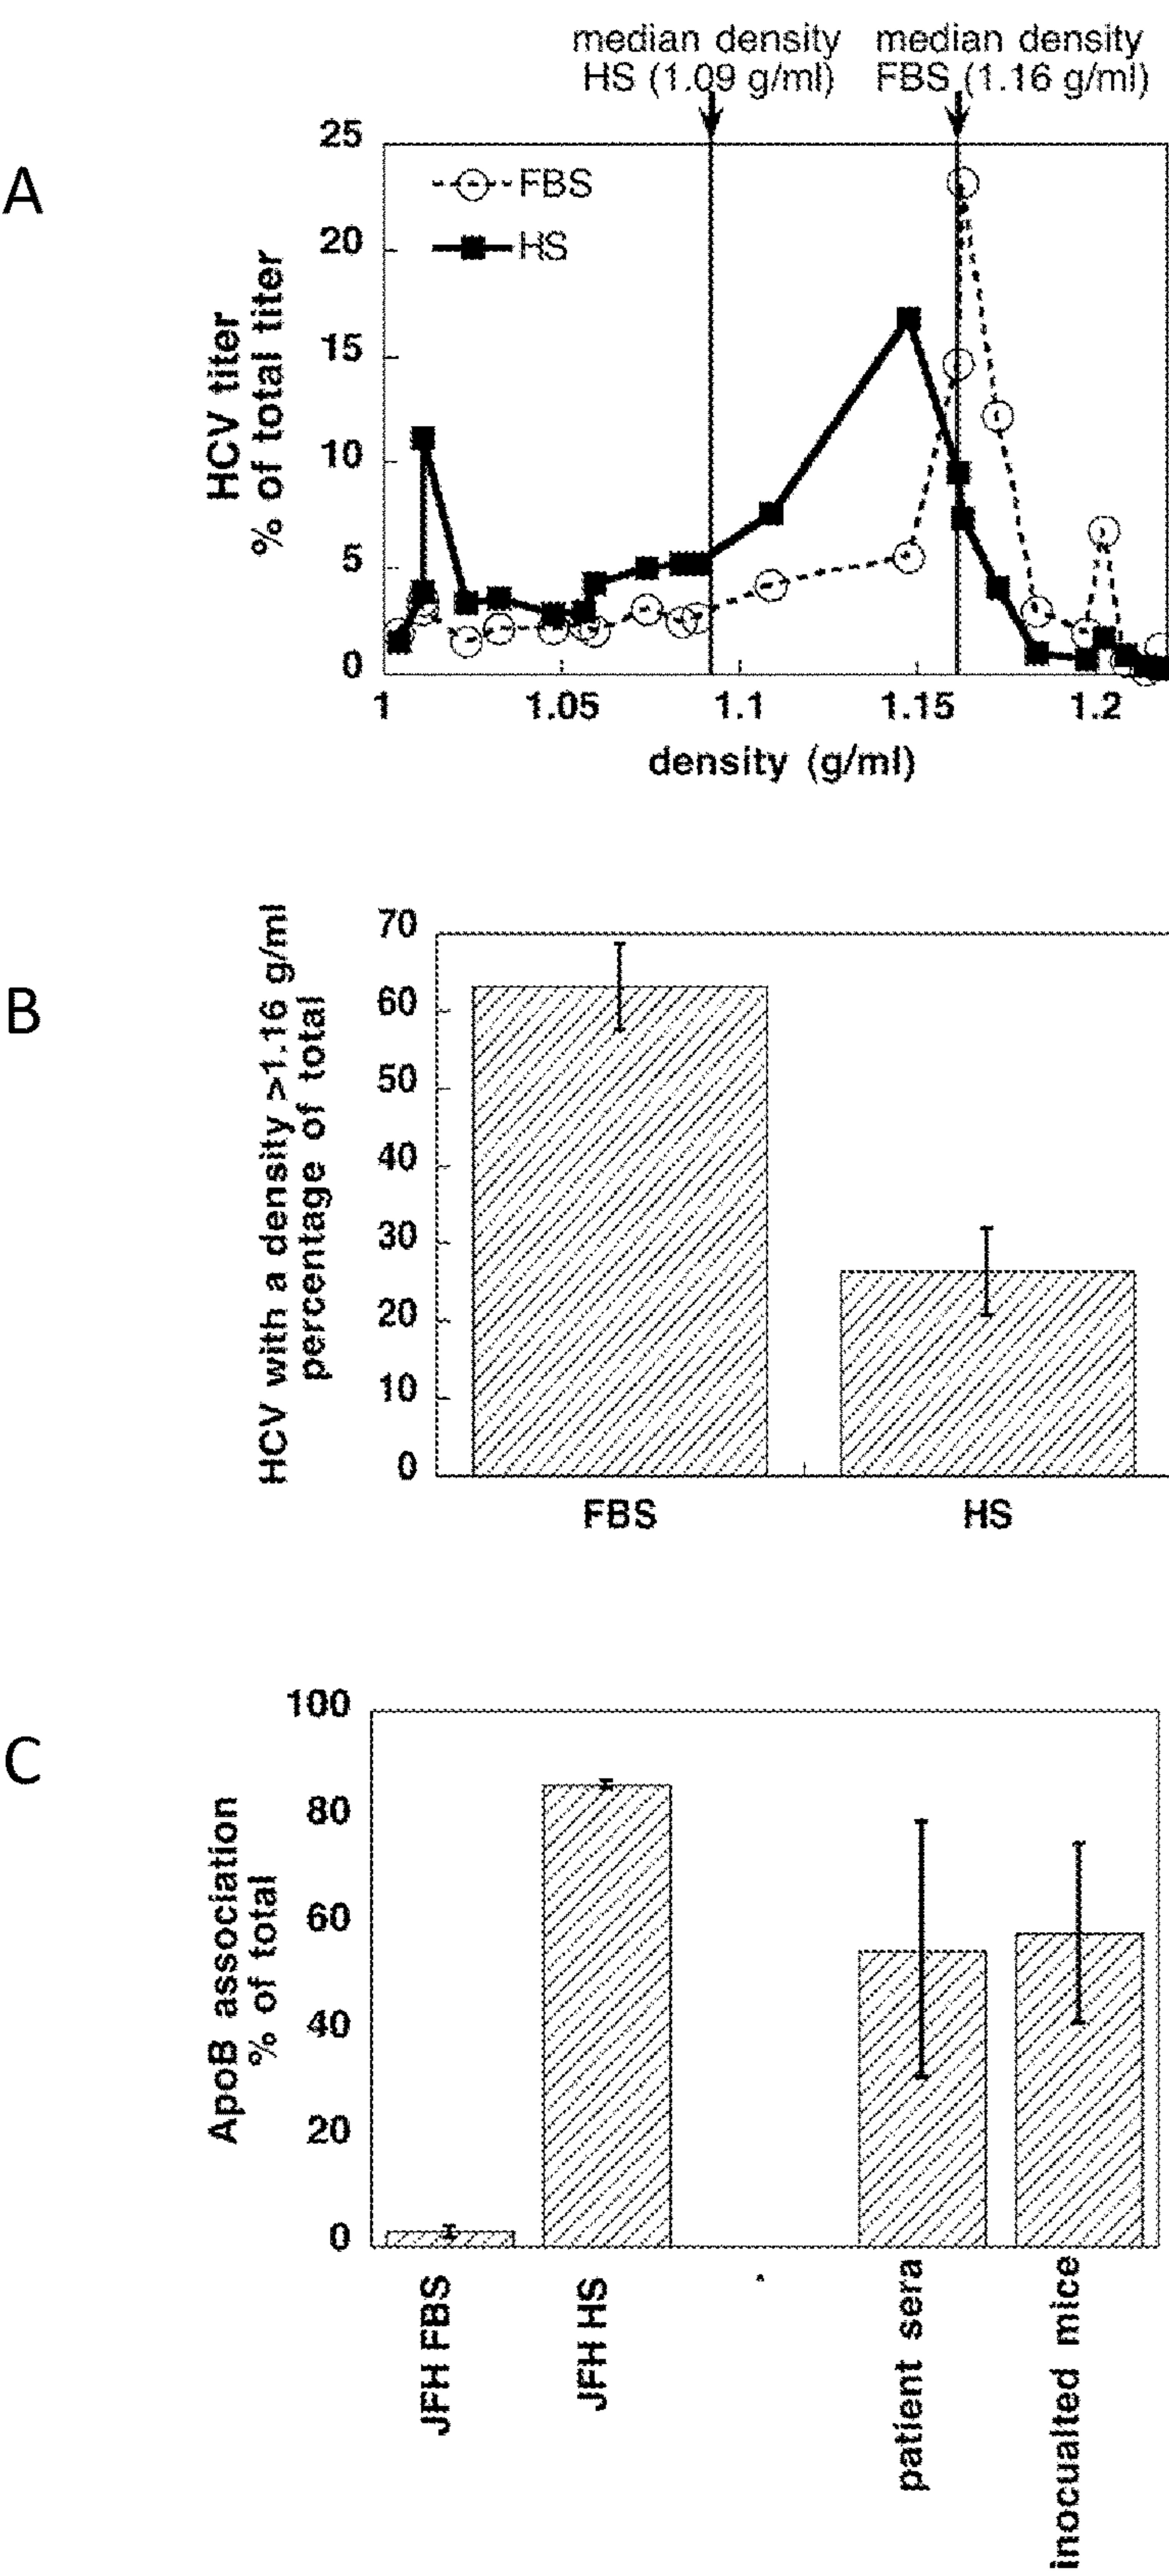 A
median density
HS (1.09 g/ml)
median density
FBS (1.16 g/ml)
FBS
HS
HCV titer
% of total titer
25
20
15
10
5
0
1
1.05
1.1
1.15
1.2
density (g/ml)
B
HCV with a density >1.16 g/ml
percentage of total
70
60
50
40
30
20
10
0
FBS
HS
C
ApoB association
% of total
100
80
60
40
20
0
JFH FBS
JFH HS
patient sera
inocualted mice